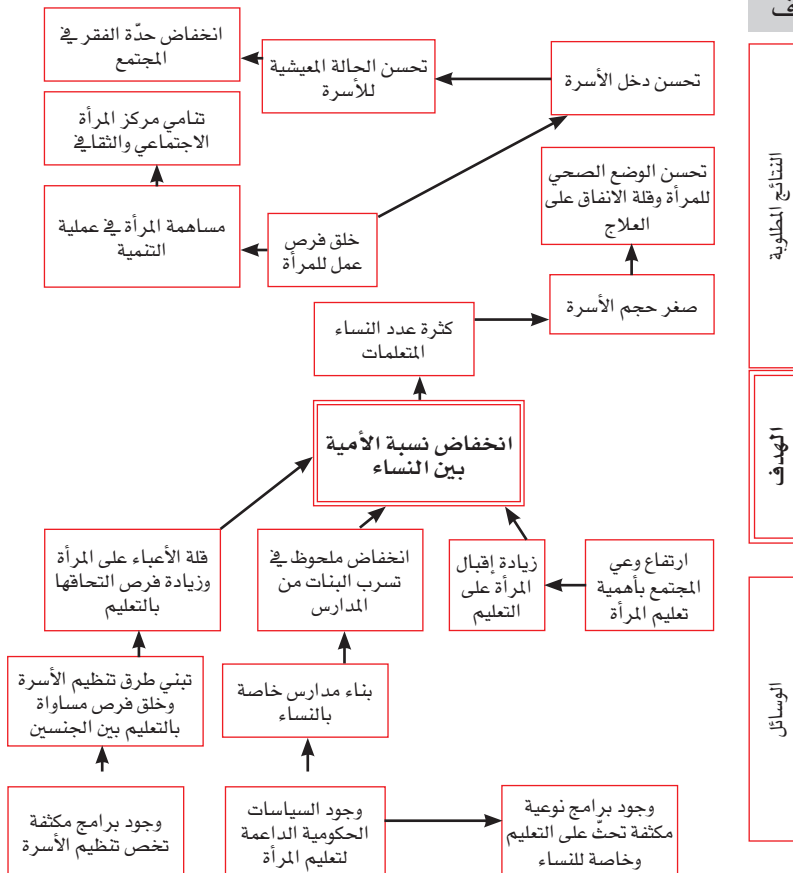 ف
انخفاض حدّة الفقر في
المجتمع
تحسن الحالة المعيشية
للأسرة
تحسن دخل الأسرة
تنامي مركز المرأة
الاجتماعي والثقافي
تحسن الوضع الصحي
للمرأة وقلة الانفاق على
العلاج
مساهمة المرأة في عملية
التنمية
خلق فرص
عمل للمرأة
صغر حجم الأسرة
كثرة عدد النساء
المتعلمات
النتائج المطلوبة
انخفاض نسبة الأمية
بين النساء
الهدف
قلة الأعباء على المرأة
وزيادة فرص التحاقها
بالتعليم
انخفاض ملحوظ في
تسرب البنات من
المدارس
زيادة إقبال
المرأة على
التعليم
ارتفاع وعي
المجتمع بأهمية
تعليم المرأة
تبني طرق تنظيم الأسرة
وخلق فرص مساواة
بالتعليم بين الجنسين
بناء مدارس خاصة
بالنساء
الوسائل
وجود برامج مكثفة
تخص تنظيم الأسرة
وجود السياسات
الحكومية الداعمة
لتعليم المرأة
وجود برامج نوعية
مكثفة تحثّ على التعليم
وخاصة للنساء